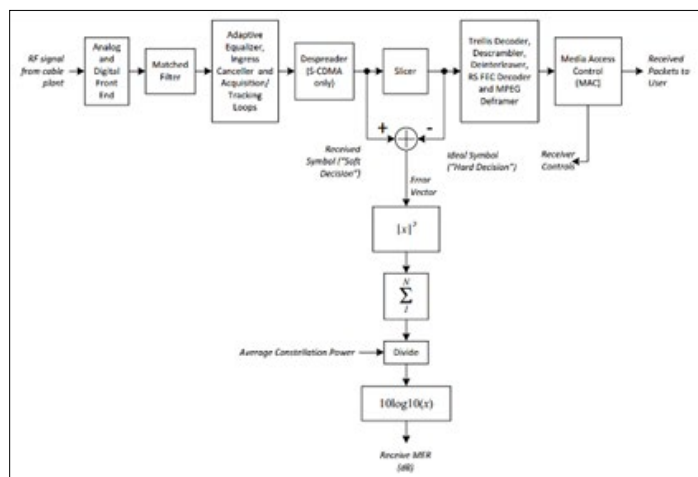 RF signal
from cable
plant
Analog
and
Digital
Front
End
Matched
Filter
Adaptive
Equalizer,
Ingress
Canceller and
Acquisition/
Tracking
Loops
Despreader
(S-CDMA
only)
Slicer
Trellis Decoder,
Descrambler,
Deinterleaver,
RS FEC Decoder
and MPEG
Deframer
Media Access
Control
(MAC)
Received
Packets to
User
+
-
Received
Symbol ("Soft
Decision")
Ideal Symbol
("Hard Decision")
Receiver
Controls
Error
Vector
N
∑
1
Average Constellation Power
Divide
10log10(x)
Receive MER
(dB)